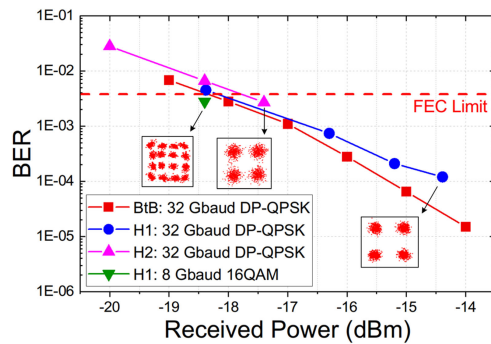 1E-01
1E-02
1E-03
1E-04
1E-05
1E-06
BER
FEC Limit
BtB: 32 Gbaud DP-QPSK
H1: 32 Gbaud DP-QPSK
H2: 32 Gbaud DP-QPSK
H1: 8 Gbaud 16QAM
-20 -19 -18 -17 -16 -15 -14
Received Power (dBm)